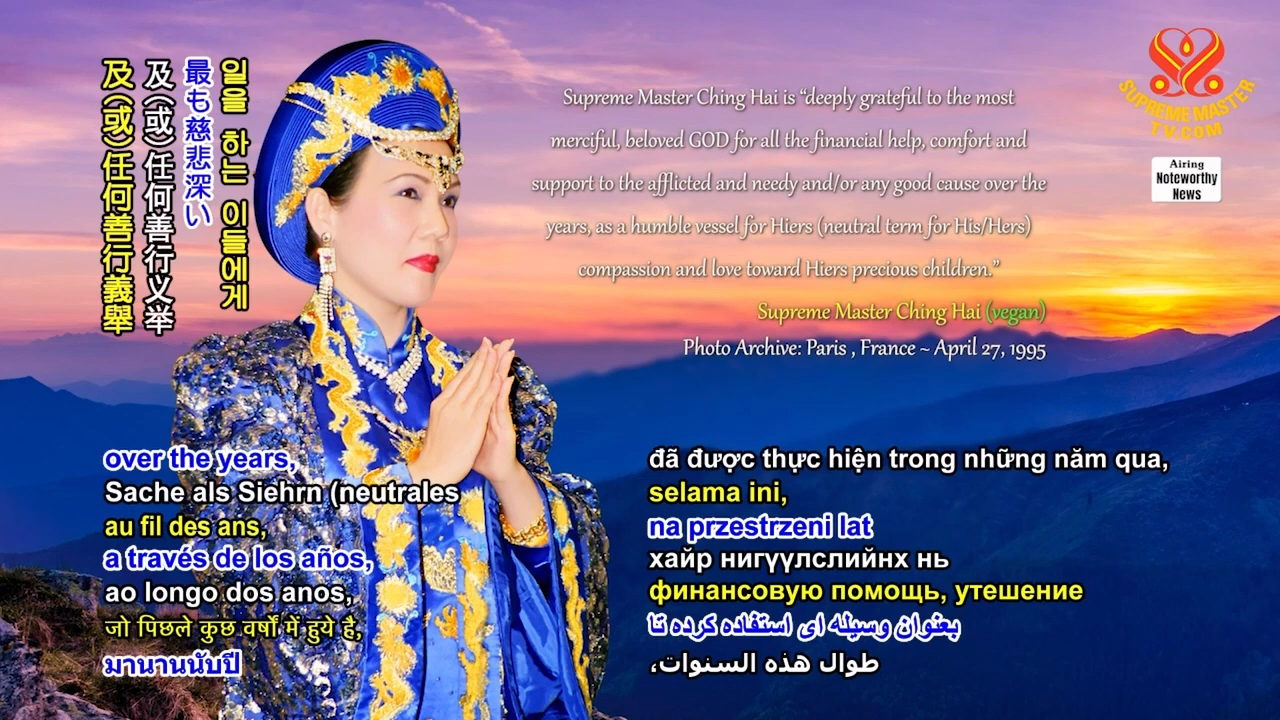 일을 하는 이들에게
最も慈悲深い
及(或)任何善行义举
及(或)任何善行義舉
Supreme Master Ching Hai is “deeply grateful to the most
merciful, beloved GOD for all the financial help, comfort and
support to the afflicted and needy and/or any good cause over the
years, as a humble vessel for Hiers (neutral term for His/Hers)
compassion and love toward Hiers precious children.”
Supreme Master Ching Hai (vegan)
Photo Archive: Paris , France ~ April 27, 1995
SUPREME MASTER
TV.COM
Airing
Noteworthy
News
over the years,
Sache als Siehrn (neutrales
au fil des ans,
a través de los años,
ao longo dos anos,
जो पिछले कुछ वर्षों में हुये है,
มานานนับปี
đã được thực hiện trong những năm qua,
selama ini,
na przestrzeni lat
хайр нигүүлслийнх нь
финансовую помощь, утешение
بعنوان وسیله ای استفاده کرده تا
طوال هذه السنوات،